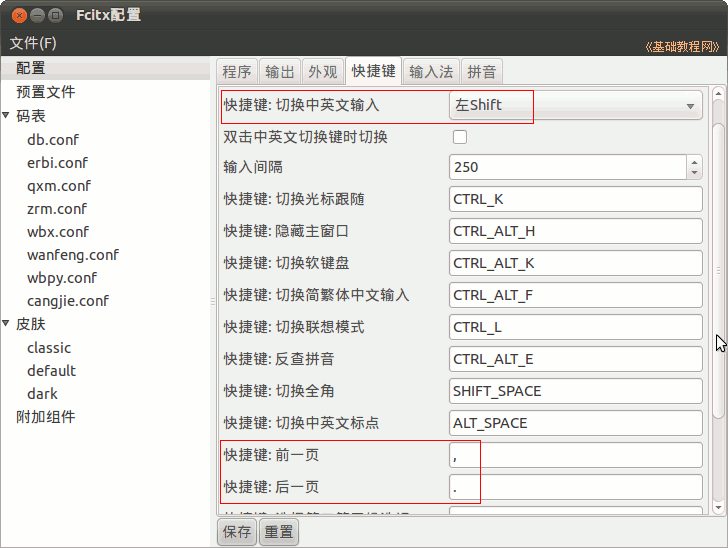 Fcitx配置
文件(F)
《基础教程网》
配置
预置文件
码表
db.conf
erbi.conf
qxm.conf
zrm.conf
wbx.conf
wanfeng.conf
wbpy.conf
cangjie.conf
皮肤
classic
default
dark
附加组件
程序 输出 外观 快捷键 输入法 拼音
快捷键: 切换中英文输入 左Shift
双击中英文切换键时切换
输入间隔 250
快捷键: 切换光标跟随 CTRL_K
快捷键: 隐藏主窗口 CTRL_ALT_H
快捷键: 切换软键盘 CTRL_ALT_K
快捷键: 切换简繁体中文输入 CTRL_ALT_F
快捷键: 切换联想模式 CTRL_L
快捷键: 反查拼音 CTRL_ALT_E
快捷键: 切换全角 SHIFT_SPACE
快捷键: 切换中英文标点 ALT_SPACE
快捷键: 前一页 ,
快捷键: 后一页 .
保存 重置